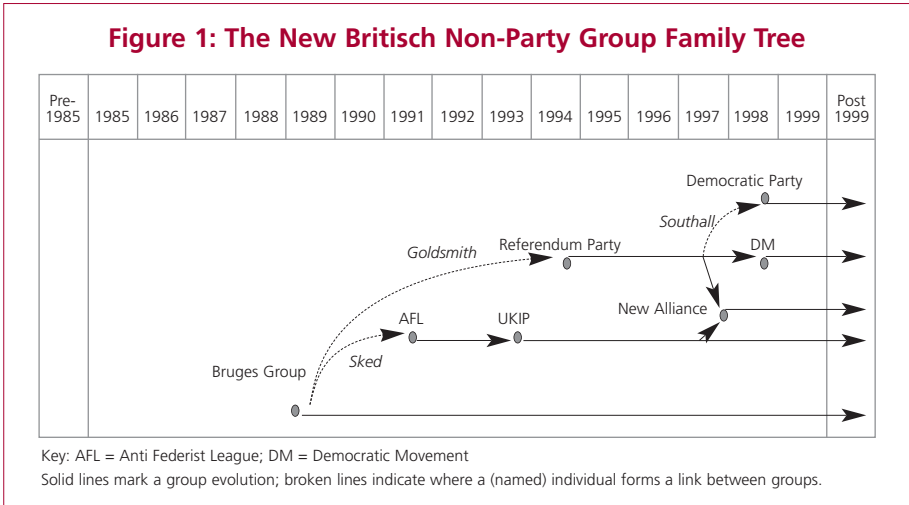 Figure 1: The New Britisch Non-Party Group Family Tree
Pre-
1985
1985
1986
1987
1988
1989
1990
1991
1992
1993
1994
1995
1996
1997
1998
1999
Post
1999
Democratic Party
Southall
Goldsmith
Referendum Party
DM
New Alliance
AFL
UKIP
Sked
Bruges Group
Key: AFL = Anti Federist League; DM = Democratic Movement
Solid lines mark a group evolution; broken lines indicate where a (named) individual forms a link between groups.